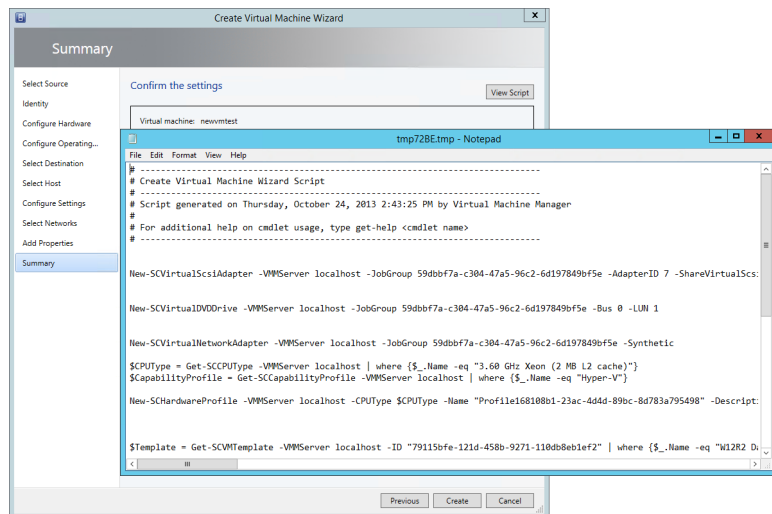 Create Virtual Machine Wizard
x
Summary
Select Source
Identity
Configure Hardware
Configure Operating...
Select Destination
Select Host
Configure Settings
Select Networks
Add Properties
Summary
Confirm the settings
View Script
Virtual machine: newvmtest
tmp72BE.tmp - Notepad
x
File Edit Format View Help
# ------------------------------------------------------------------
# Create Virtual Machine Wizard Script
# ------------------------------------------------------------------
# Script generated on Thursday, October 24, 2013 2:43:25 PM by Virtual Machine Manager
#
# For additional help on cmdlet usage, type get-help <cmdlet name>
# ------------------------------------------------------------------
New-SCVirtualScsiAdapter -VMMServer localhost -JobGroup 59dbbf7a-c304-47a5-96c2-6d197849bf5e -AdapterID 7 -ShareVirtualScs
New-SCVirtualDVDDrive -VMMServer localhost -JobGroup 59dbbf7a-c304-47a5-96c2-6d197849bf5e -Bus 0 -LUN 1
New-SCVirtualNetworkAdapter -VMMServer localhost -JobGroup 59dbbf7a-c304-47a5-96c2-6d197849bf5e -Synthetic
$CPUType = Get-SCCPUType -VMMServer localhost | where {$_.Name -eq "3.60 GHz Xeon (2 MB L2 cache)"}
$CapabilityProfile = Get-SCCapabilityProfile -VMMServer localhost | where {$_.Name -eq "Hyper-V"}
New-SCHardwareProfile -VMMServer localhost -CPUType $CPUType -Name "Profile168108b1-23ac-4d4d-89bc-8d783a795498" -Descript
$Template = Get-SCVMTemplate -VMMServer localhost -ID "79115bfe-121d-458b-9271-110db8eb1ef2" | where {$_.Name -eq "W12R2 D
Previous
Create
Cancel